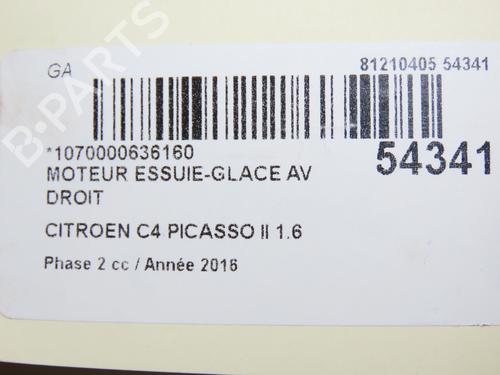 GA
81210405 54341
*1070000636160
54341
MOTEUR ESSUIE-GLACE AV
DROIT
CITROEN C4 PICASSO II 1.6
Phase 2 cc / Année 2016
B-PARTS